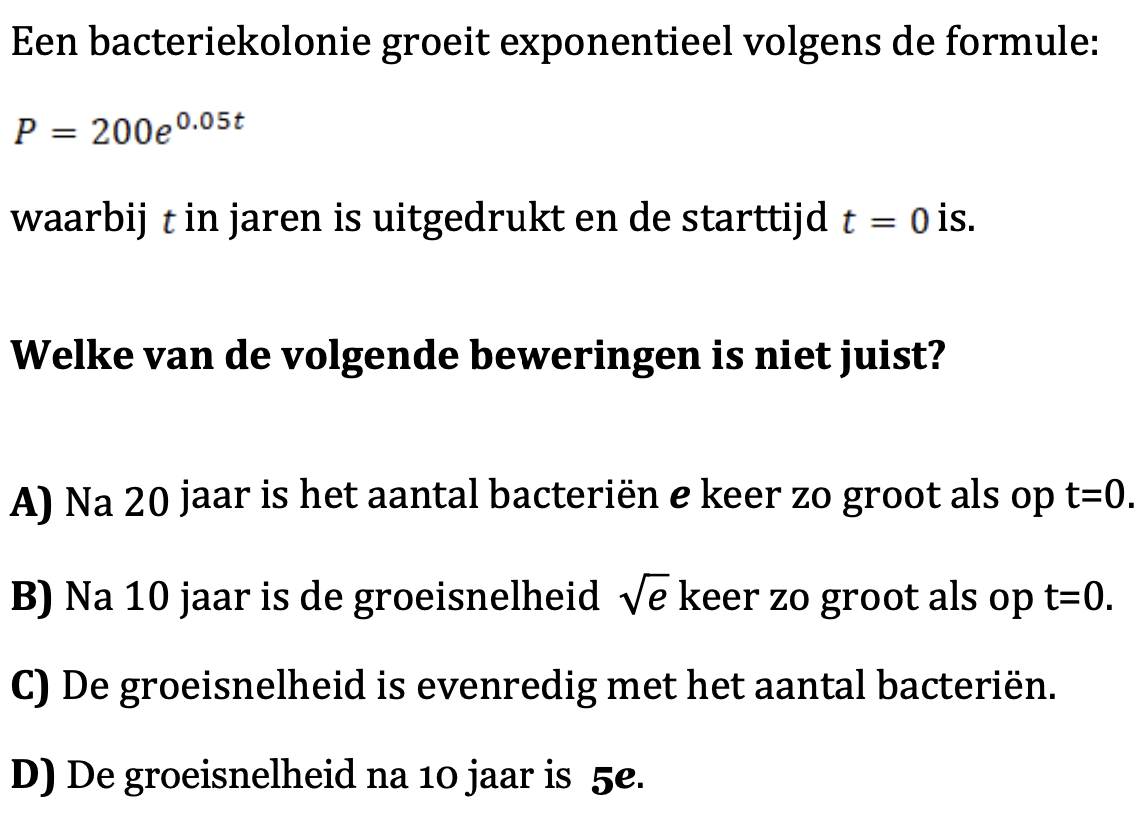 Een bacteriekolonie groeit exponentieel volgens de formule:
P = 200e^{0.05t}
waarbij t in jaren is uitgedrukt en de starttijd t = 0 is.
Welke van de volgende beweringen is niet juist?
A) Na 20 jaar is het aantal bacteriën e keer zo groot als op t=0.
B) Na 10 jaar is de groeisnelheid √e keer zo groot als op t=0.
C) De groeisnelheid is evenredig met het aantal bacteriën.
D) De groeisnelheid na 10 jaar is 5e.